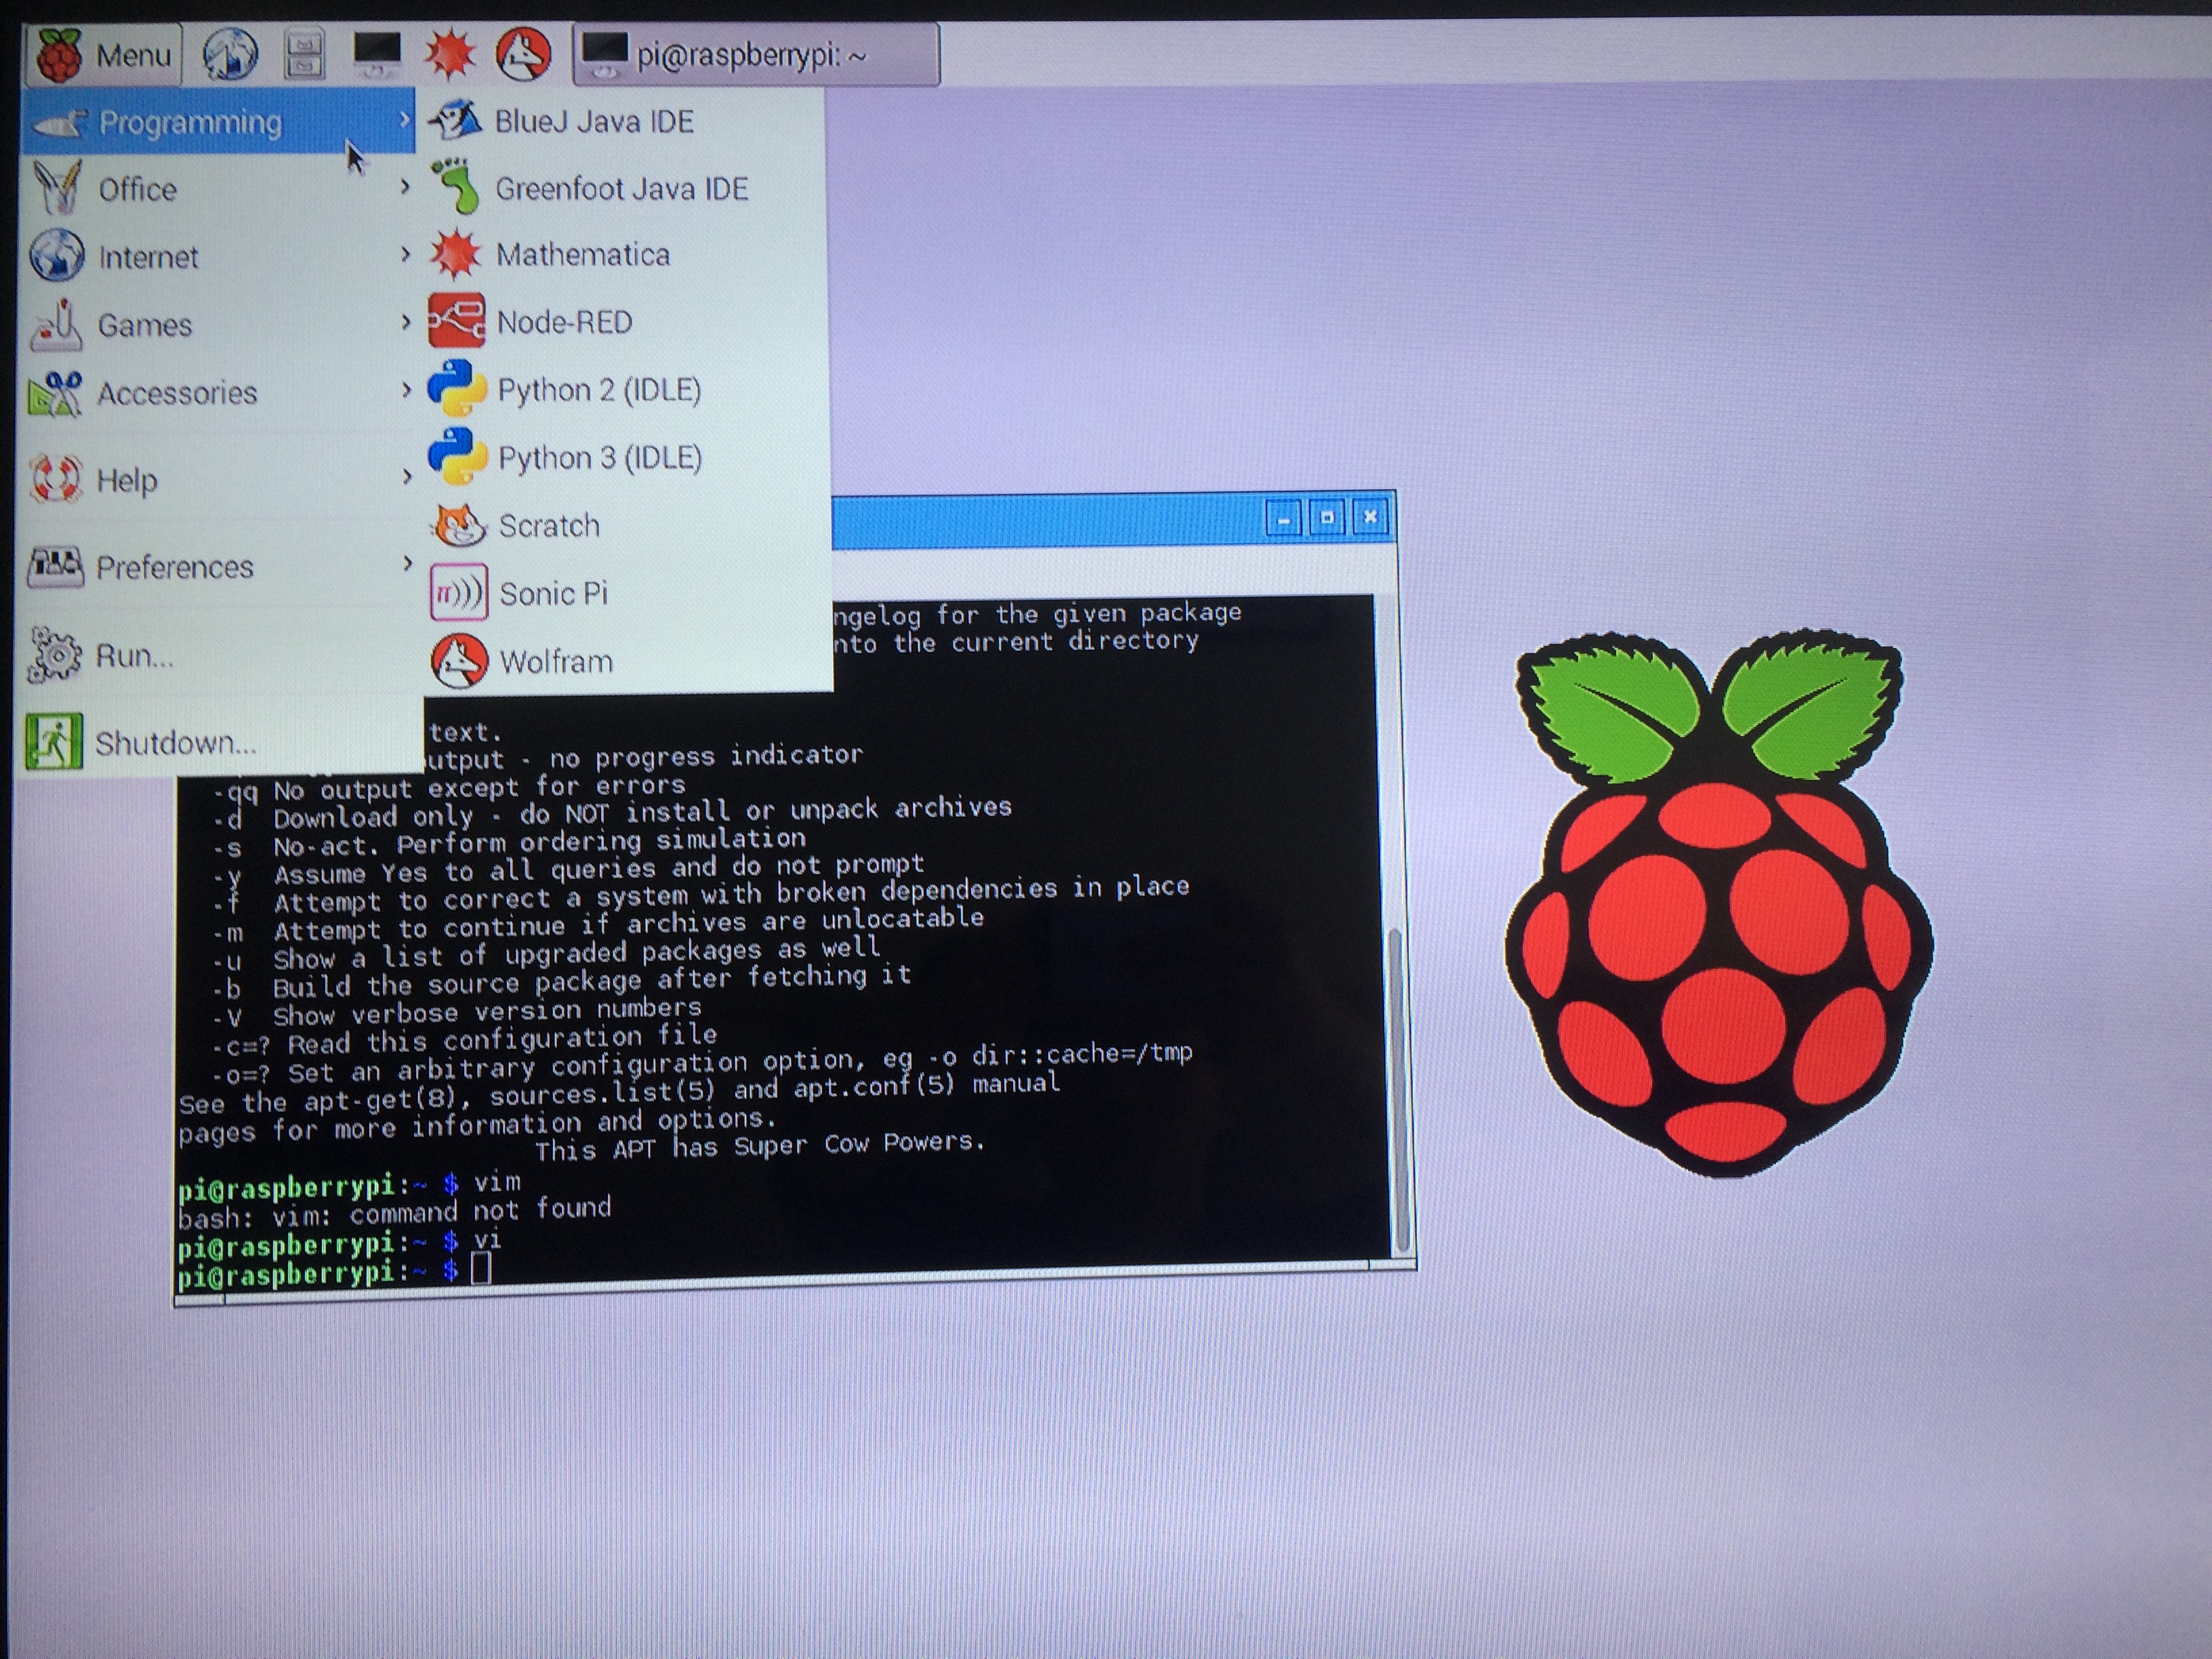 Menu
pi@raspberrypi: ~
Programming
Office
Internet
Games
Accessories
Help
Preferences
Run...
Shutdown...
BlueJ Java IDE
Greenfoot Java IDE
Mathematica
Node-RED
Python 2 (IDLE)
Python 3 (IDLE)
Scratch
π)))
Sonic Pi
Wolfram
ngelog for the given package
nto the current directory
text.
utput - no progress indicator
-qq No output except for errors
-d Download only - do NOT install or unpack archives
-s No-act. Perform ordering simulation
-y Assume Yes to all queries and do not prompt
-f Attempt to correct a system with broken dependencies in place
-m Attempt to continue if archives are unlocatable
-u Show a list of upgraded packages as well
-b Build the source package after fetching it
-V Show verbose version numbers
-c=? Read this configuration file
-o=? Set an arbitrary configuration option, eg -o dir::cache=/tmp
See the apt-get(8), sources.list(5) and apt.conf(5) manual
pages for more information and options.
This APT has Super Cow Powers.
pi@raspberrypi:~ $ vim
bash: vim: command not found
pi@raspberrypi:~ $ vi
pi@raspberrypi:~ $